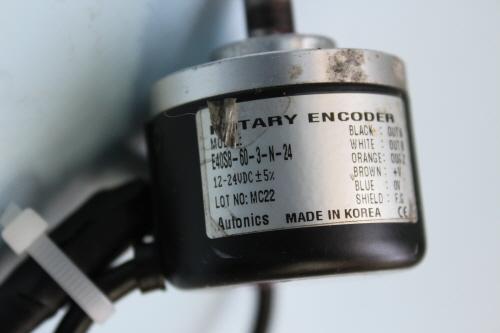 TARY ENCODER
E40S8-60-3-N-24
12-24VDC ±5%
LOT NO: MC22
BLACK: OUT A
WHITE: OUT B
ORANGE: OUT Z
BROWN: +V
BLUE: 0V
SHIELD: F.G
Autonics MADE IN KOREA CE